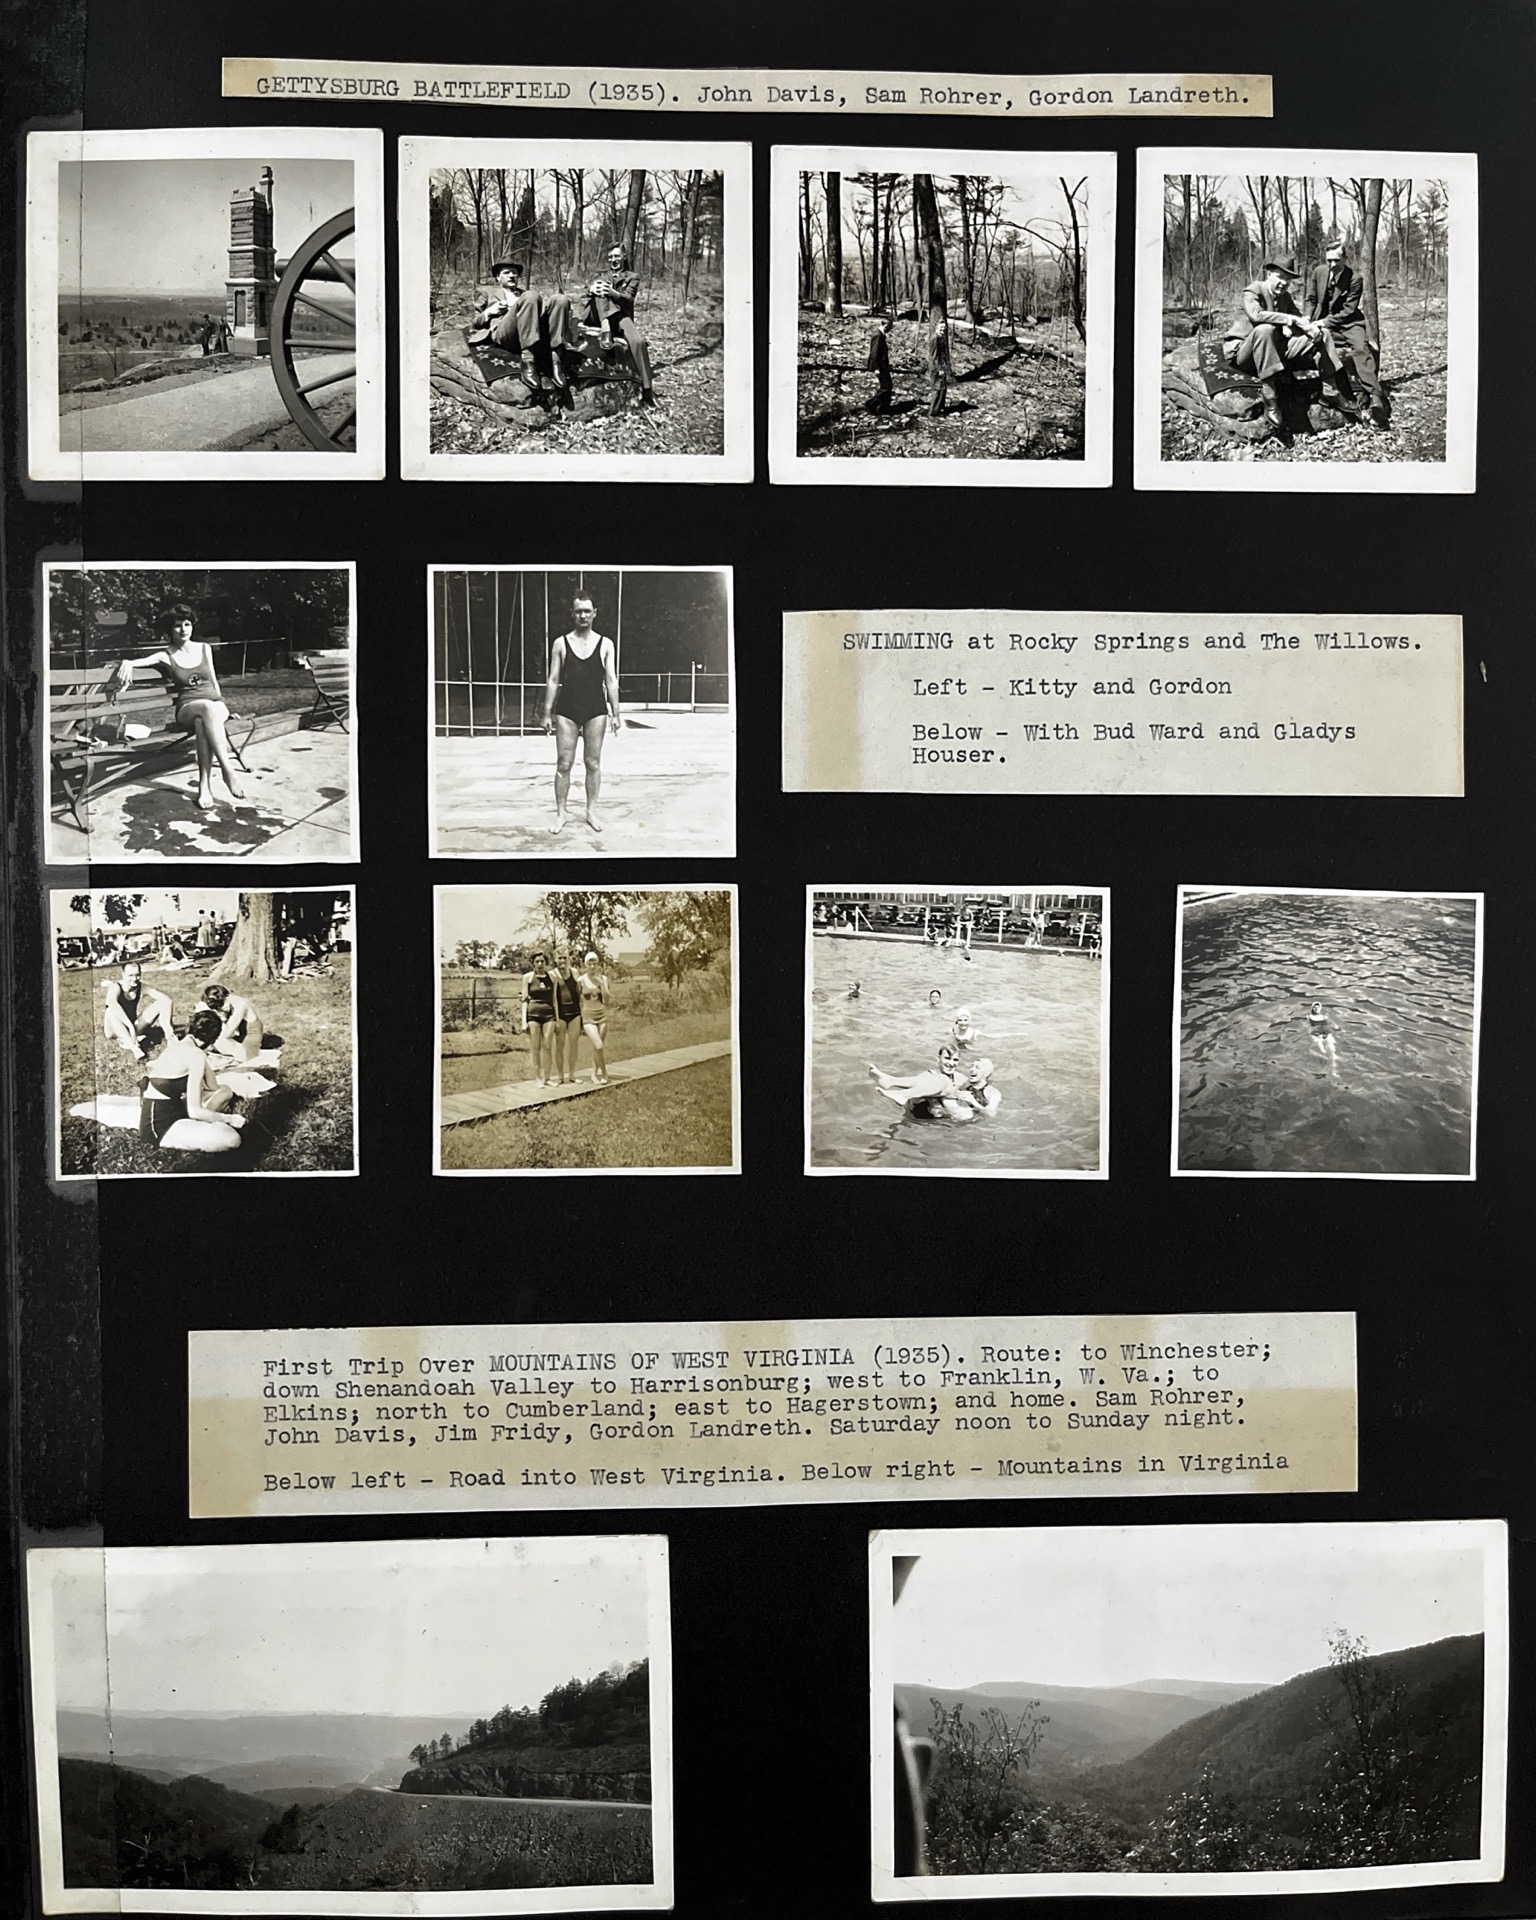 GETTYSBURG BATTLEFIELD (1935). John Davis, Sam Rohrer, Gordon Landreth.
SWIMMING at Rocky Springs and The Willows.
Left - Kitty and Gordon
Below - With Bud Ward and Gladys
Houser.
First Trip Over MOUNTAINS OF WEST VIRGINIA (1935). Route: to Winchester;
down Shenandoah Valley to Harrisonburg; west to Franklin, W. Va.; to
Elkins; north to Cumberland; east to Hagerstown; and home. Sam Rohrer,
John Davis, Jim Fridy, Gordon Landreth. Saturday noon to Sunday night.
Below left - Road into West Virginia. Below right - Mountains in Virginia